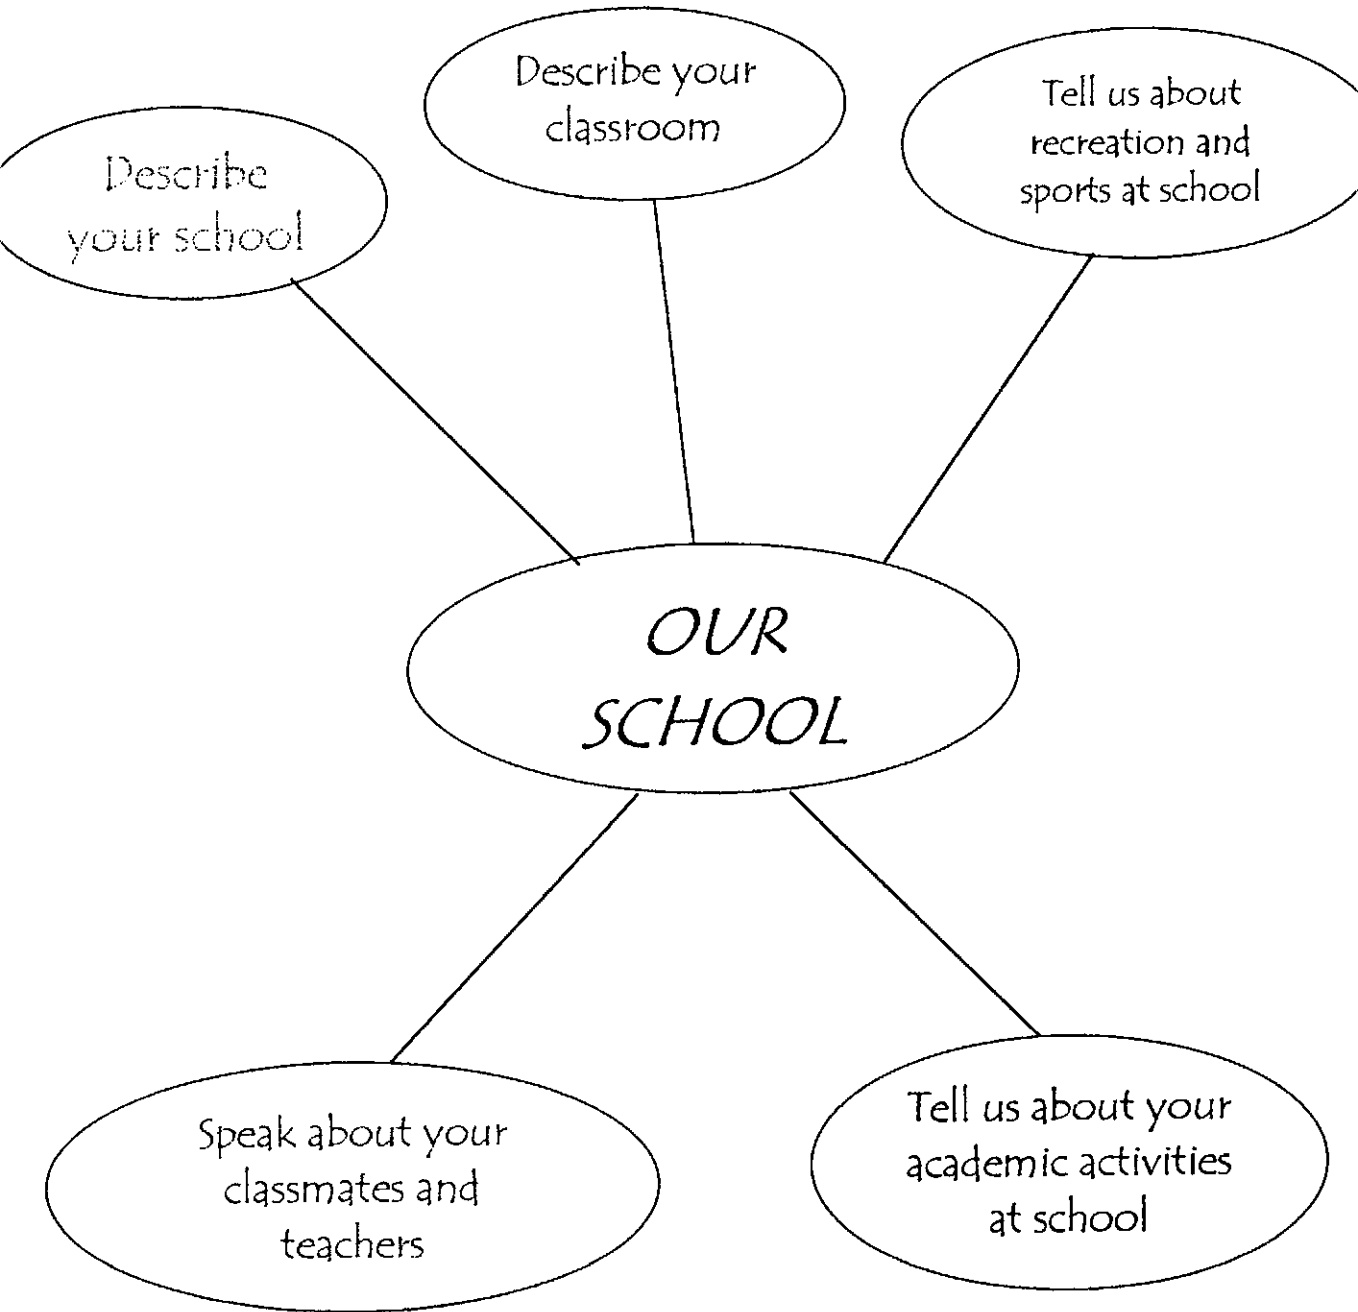 Describe
your school
Describe your
classroom
Tell us about
recreation and
sports at school
OUR
SCHOOL
Speak about your
classmates and
teachers
Tell us about your
academic activities
at school